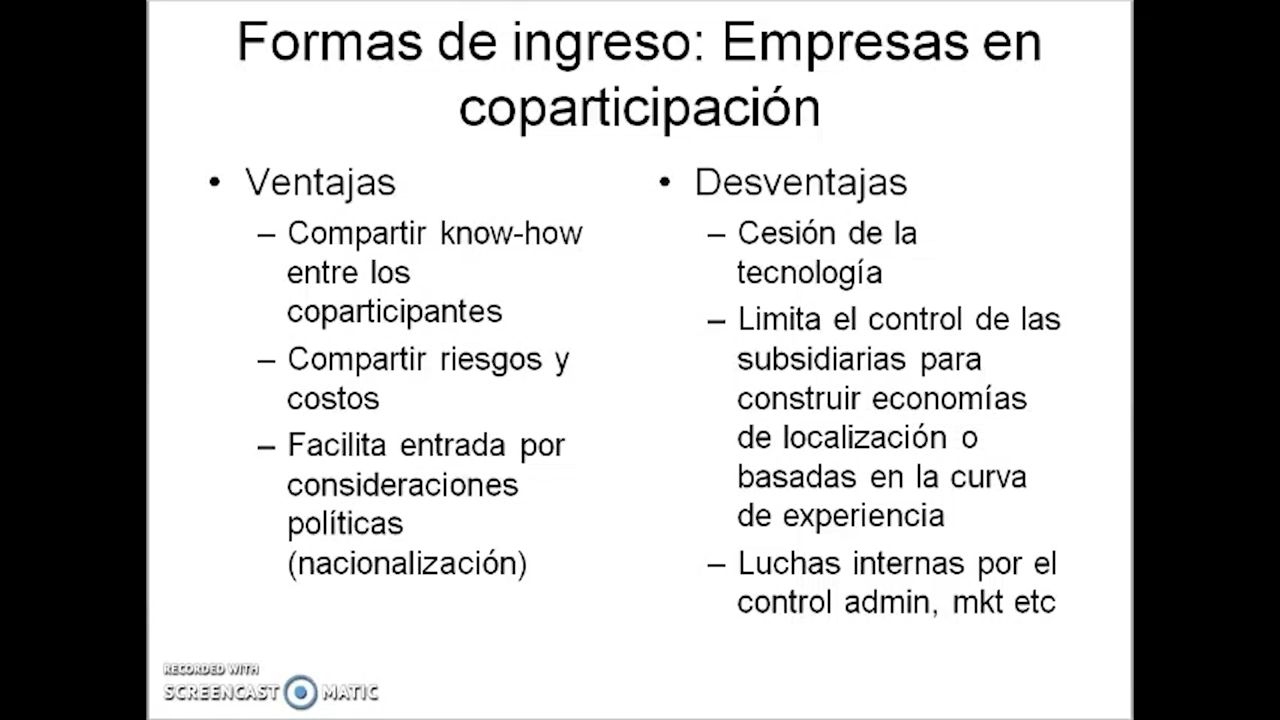 Formas de ingreso: Empresas en
coparticipación
• Ventajas
– Compartir know-how
entre los
coparticipantes
– Compartir riesgos y
costos
– Facilita entrada por
consideraciones
políticas
(nacionalización)
• Desventajas
– Cesión de la
tecnología
– Limita el control de las
subsidiarias para
construir economías
de localización o
basadas en la curva
de experiencia
– Luchas internas por el
control admin, mkt etc
RECORDED WITH
SCREENCAST MATIC